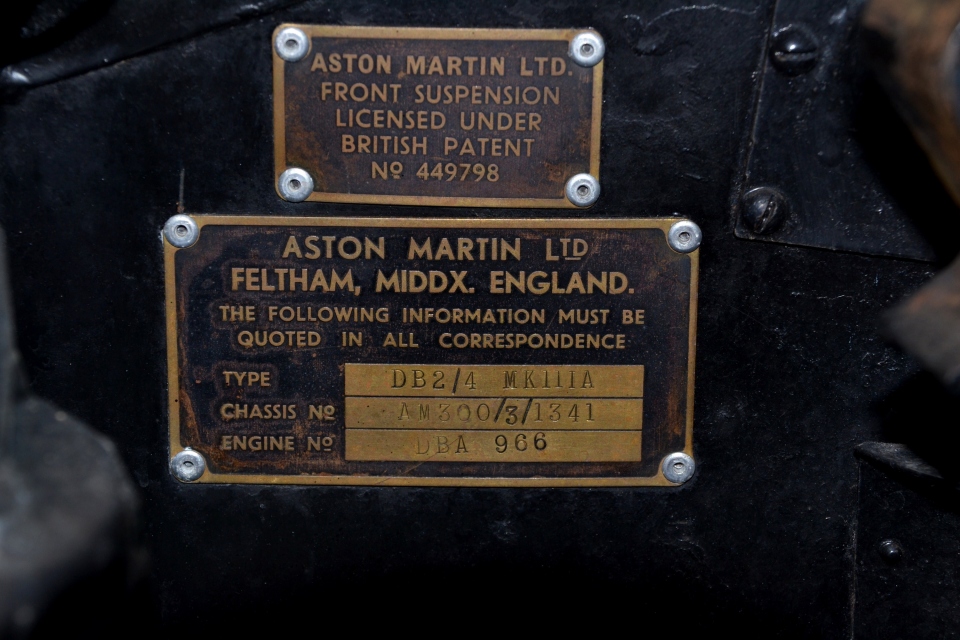 ASTON MARTIN LTD.
FRONT SUSPENSION
LICENSED UNDER
BRITISH PATENT
Nº 449798
ASTON MARTIN LTD
FELTHAM, MIDDX. ENGLAND.
THE FOLLOWING INFORMATION MUST BE
QUOTED IN ALL CORRESPONDENCE
TYPE DB2/4 MK111A
CHASSIS Nº AM300/3/1341
ENGINE Nº DBA 966